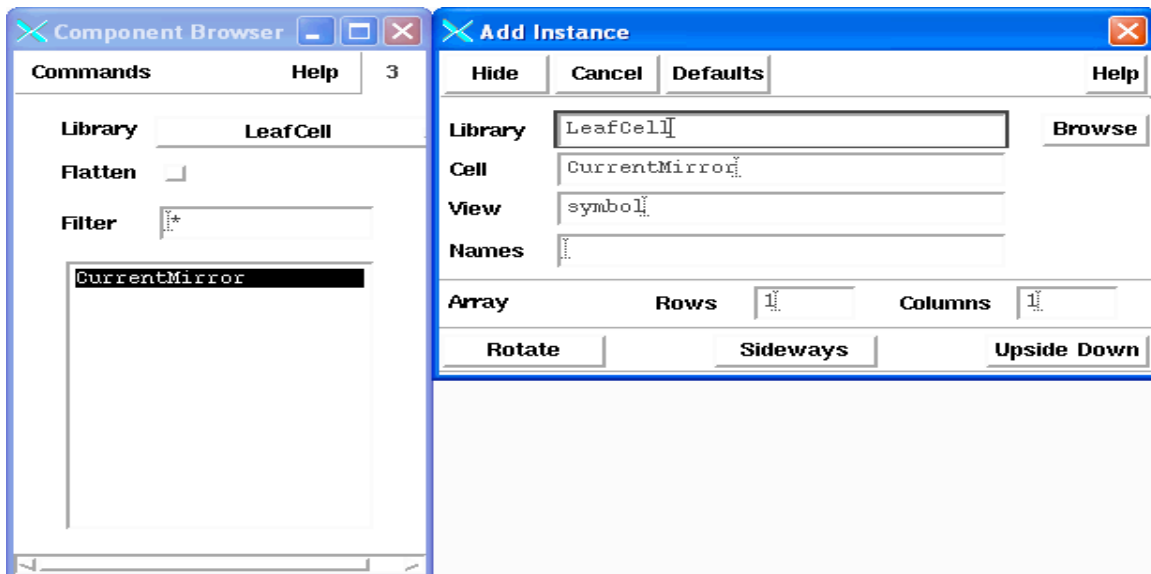 Component Browser
Commands Help 3
Library LeafCell
Flatten
Filter *
CurrentMirror
Add Instance
Hide Cancel Defaults Help
Library LeafCell Browse
Cell CurrentMirror
View symbol
Names
Array Rows 1 Columns 1
Rotate Sideways Upside Down